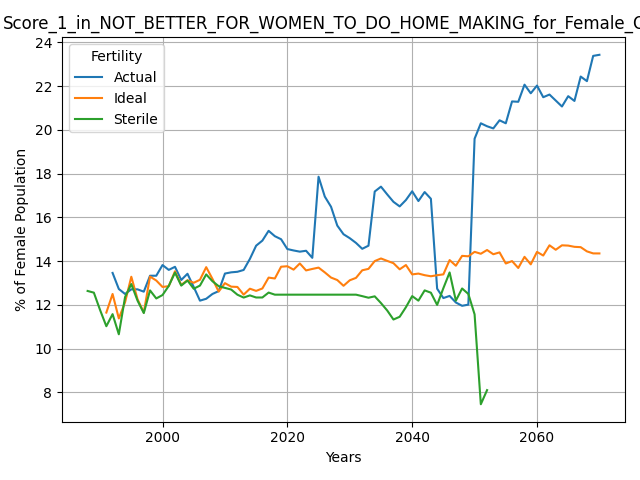 Score_1_in_NOT_BETTER_FOR_WOMEN_TO_DO_HOME_MAKING_for_Female_
Fertility
Actual
Ideal
Sterile
% of Female Population
24
22
20
18
16
14
12
10
8
2000 2020 2040 2060
Years